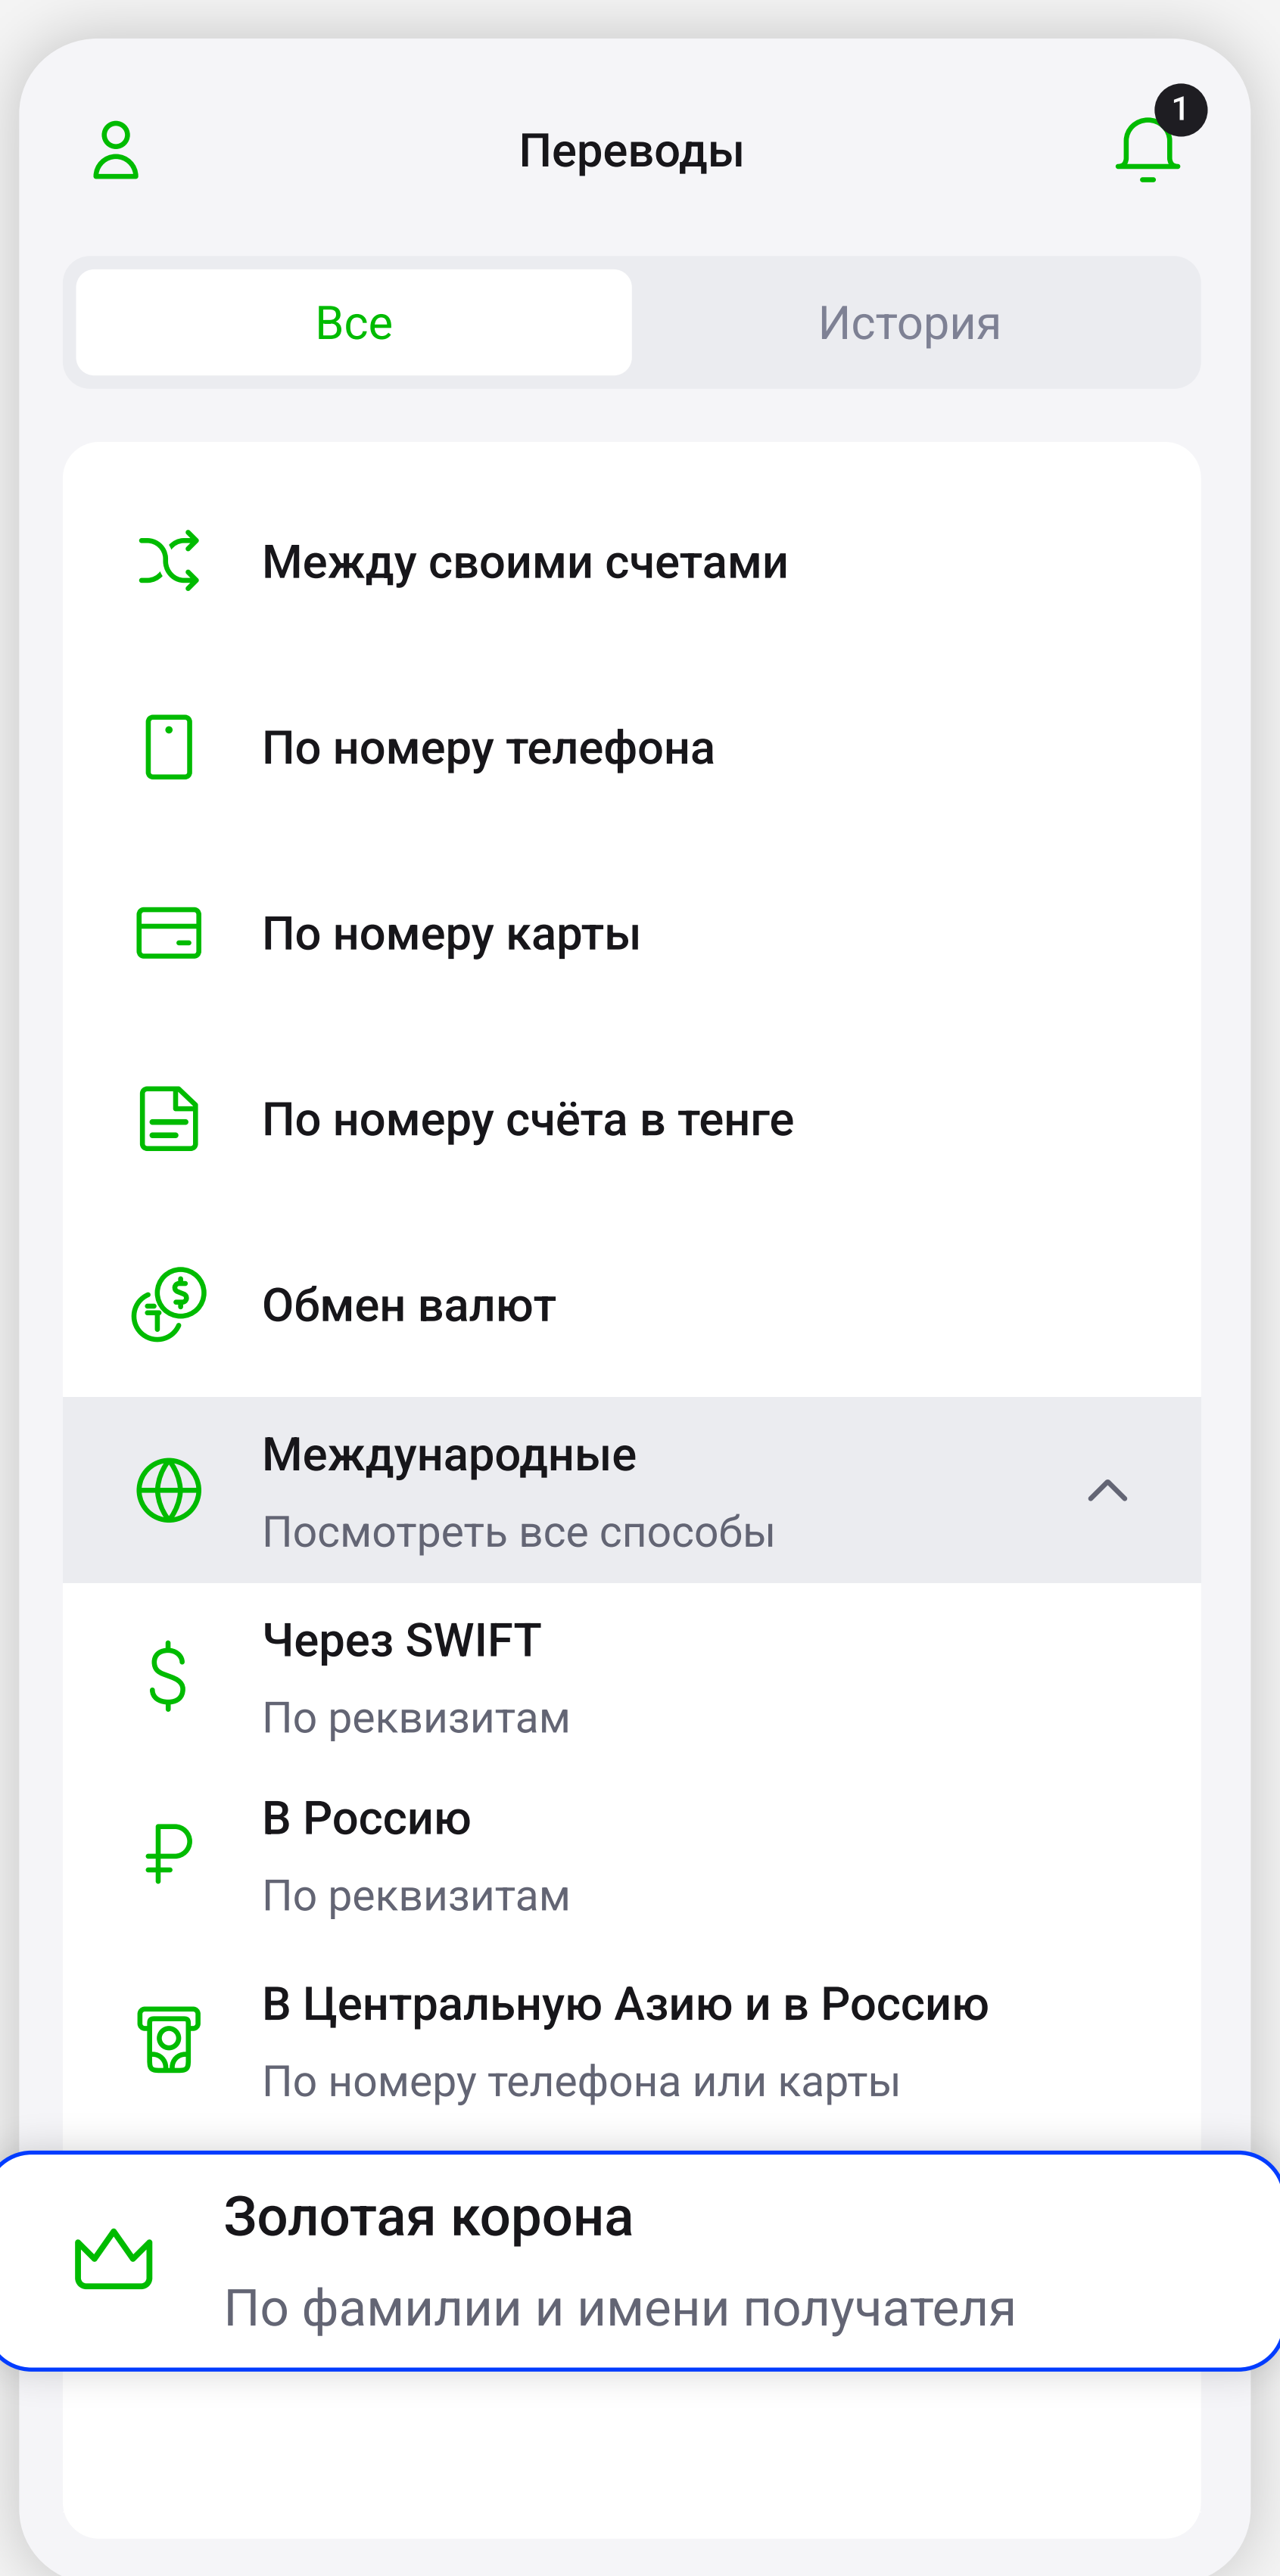 1
Переводы
Все
История
Между своими счетами
По номеру телефона
По номеру карты
По номеру счёта в тенге
Обмен валют
Международные
Посмотреть все способы
Через SWIFT
По реквизитам
В Россию
По реквизитам
В Центральную Азию и в Россию
По номеру телефона или карты
Золотая корона
По фамилии и имени получателя